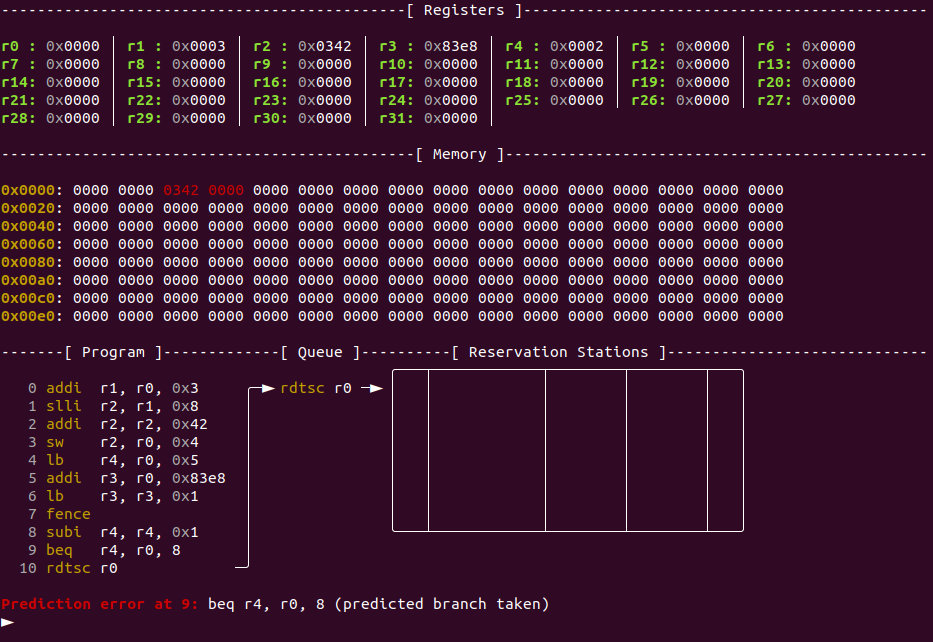 ---------------------------------------------[ Registers ]---------------------------------------------
r0 : 0x0000 │ r1 : 0x0003 │ r2 : 0x0342 │ r3 : 0x83e8 │ r4 : 0x0002 │ r5 : 0x0000 │ r6 : 0x0000
r7 : 0x0000 │ r8 : 0x0000 │ r9 : 0x0000 │ r10: 0x0000 │ r11: 0x0000 │ r12: 0x0000 │ r13: 0x0000
r14: 0x0000 │ r15: 0x0000 │ r16: 0x0000 │ r17: 0x0000 │ r18: 0x0000 │ r19: 0x0000 │ r20: 0x0000
r21: 0x0000 │ r22: 0x0000 │ r23: 0x0000 │ r24: 0x0000 │ r25: 0x0000 │ r26: 0x0000 │ r27: 0x0000
r28: 0x0000 │ r29: 0x0000 │ r30: 0x0000 │ r31: 0x0000 │
----------------------------------------------[ Memory ]-----------------------------------------------
0x0000: 0000 0000 0342 0000 0000 0000 0000 0000 0000 0000 0000 0000 0000 0000 0000 0000
0x0020: 0000 0000 0000 0000 0000 0000 0000 0000 0000 0000 0000 0000 0000 0000 0000 0000
0x0040: 0000 0000 0000 0000 0000 0000 0000 0000 0000 0000 0000 0000 0000 0000 0000 0000
0x0060: 0000 0000 0000 0000 0000 0000 0000 0000 0000 0000 0000 0000 0000 0000 0000 0000
0x0080: 0000 0000 0000 0000 0000 0000 0000 0000 0000 0000 0000 0000 0000 0000 0000 0000
0x00a0: 0000 0000 0000 0000 0000 0000 0000 0000 0000 0000 0000 0000 0000 0000 0000 0000
0x00c0: 0000 0000 0000 0000 0000 0000 0000 0000 0000 0000 0000 0000 0000 0000 0000 0000
0x00e0: 0000 0000 0000 0000 0000 0000 0000 0000 0000 0000 0000 0000 0000 0000 0000 0000
-------[ Program ]-------------[ Queue ]----------[ Reservation Stations ]-----------------------------
0 addi r1, r0, 0x3 ► rdtsc r0 ─►
1 slli r2, r1, 0x8
2 addi r2, r2, 0x42
3 sw r2, r0, 0x4
4 lb r4, r0, 0x5
5 addi r3, r0, 0x83e8
6 lb r3, r3, 0x1
7 fence
8 subi r4, r4, 0x1
9 beq r4, r0, 8
10 rdtsc r0
Prediction error at 9: beq r4, r0, 8 (predicted branch taken)
►